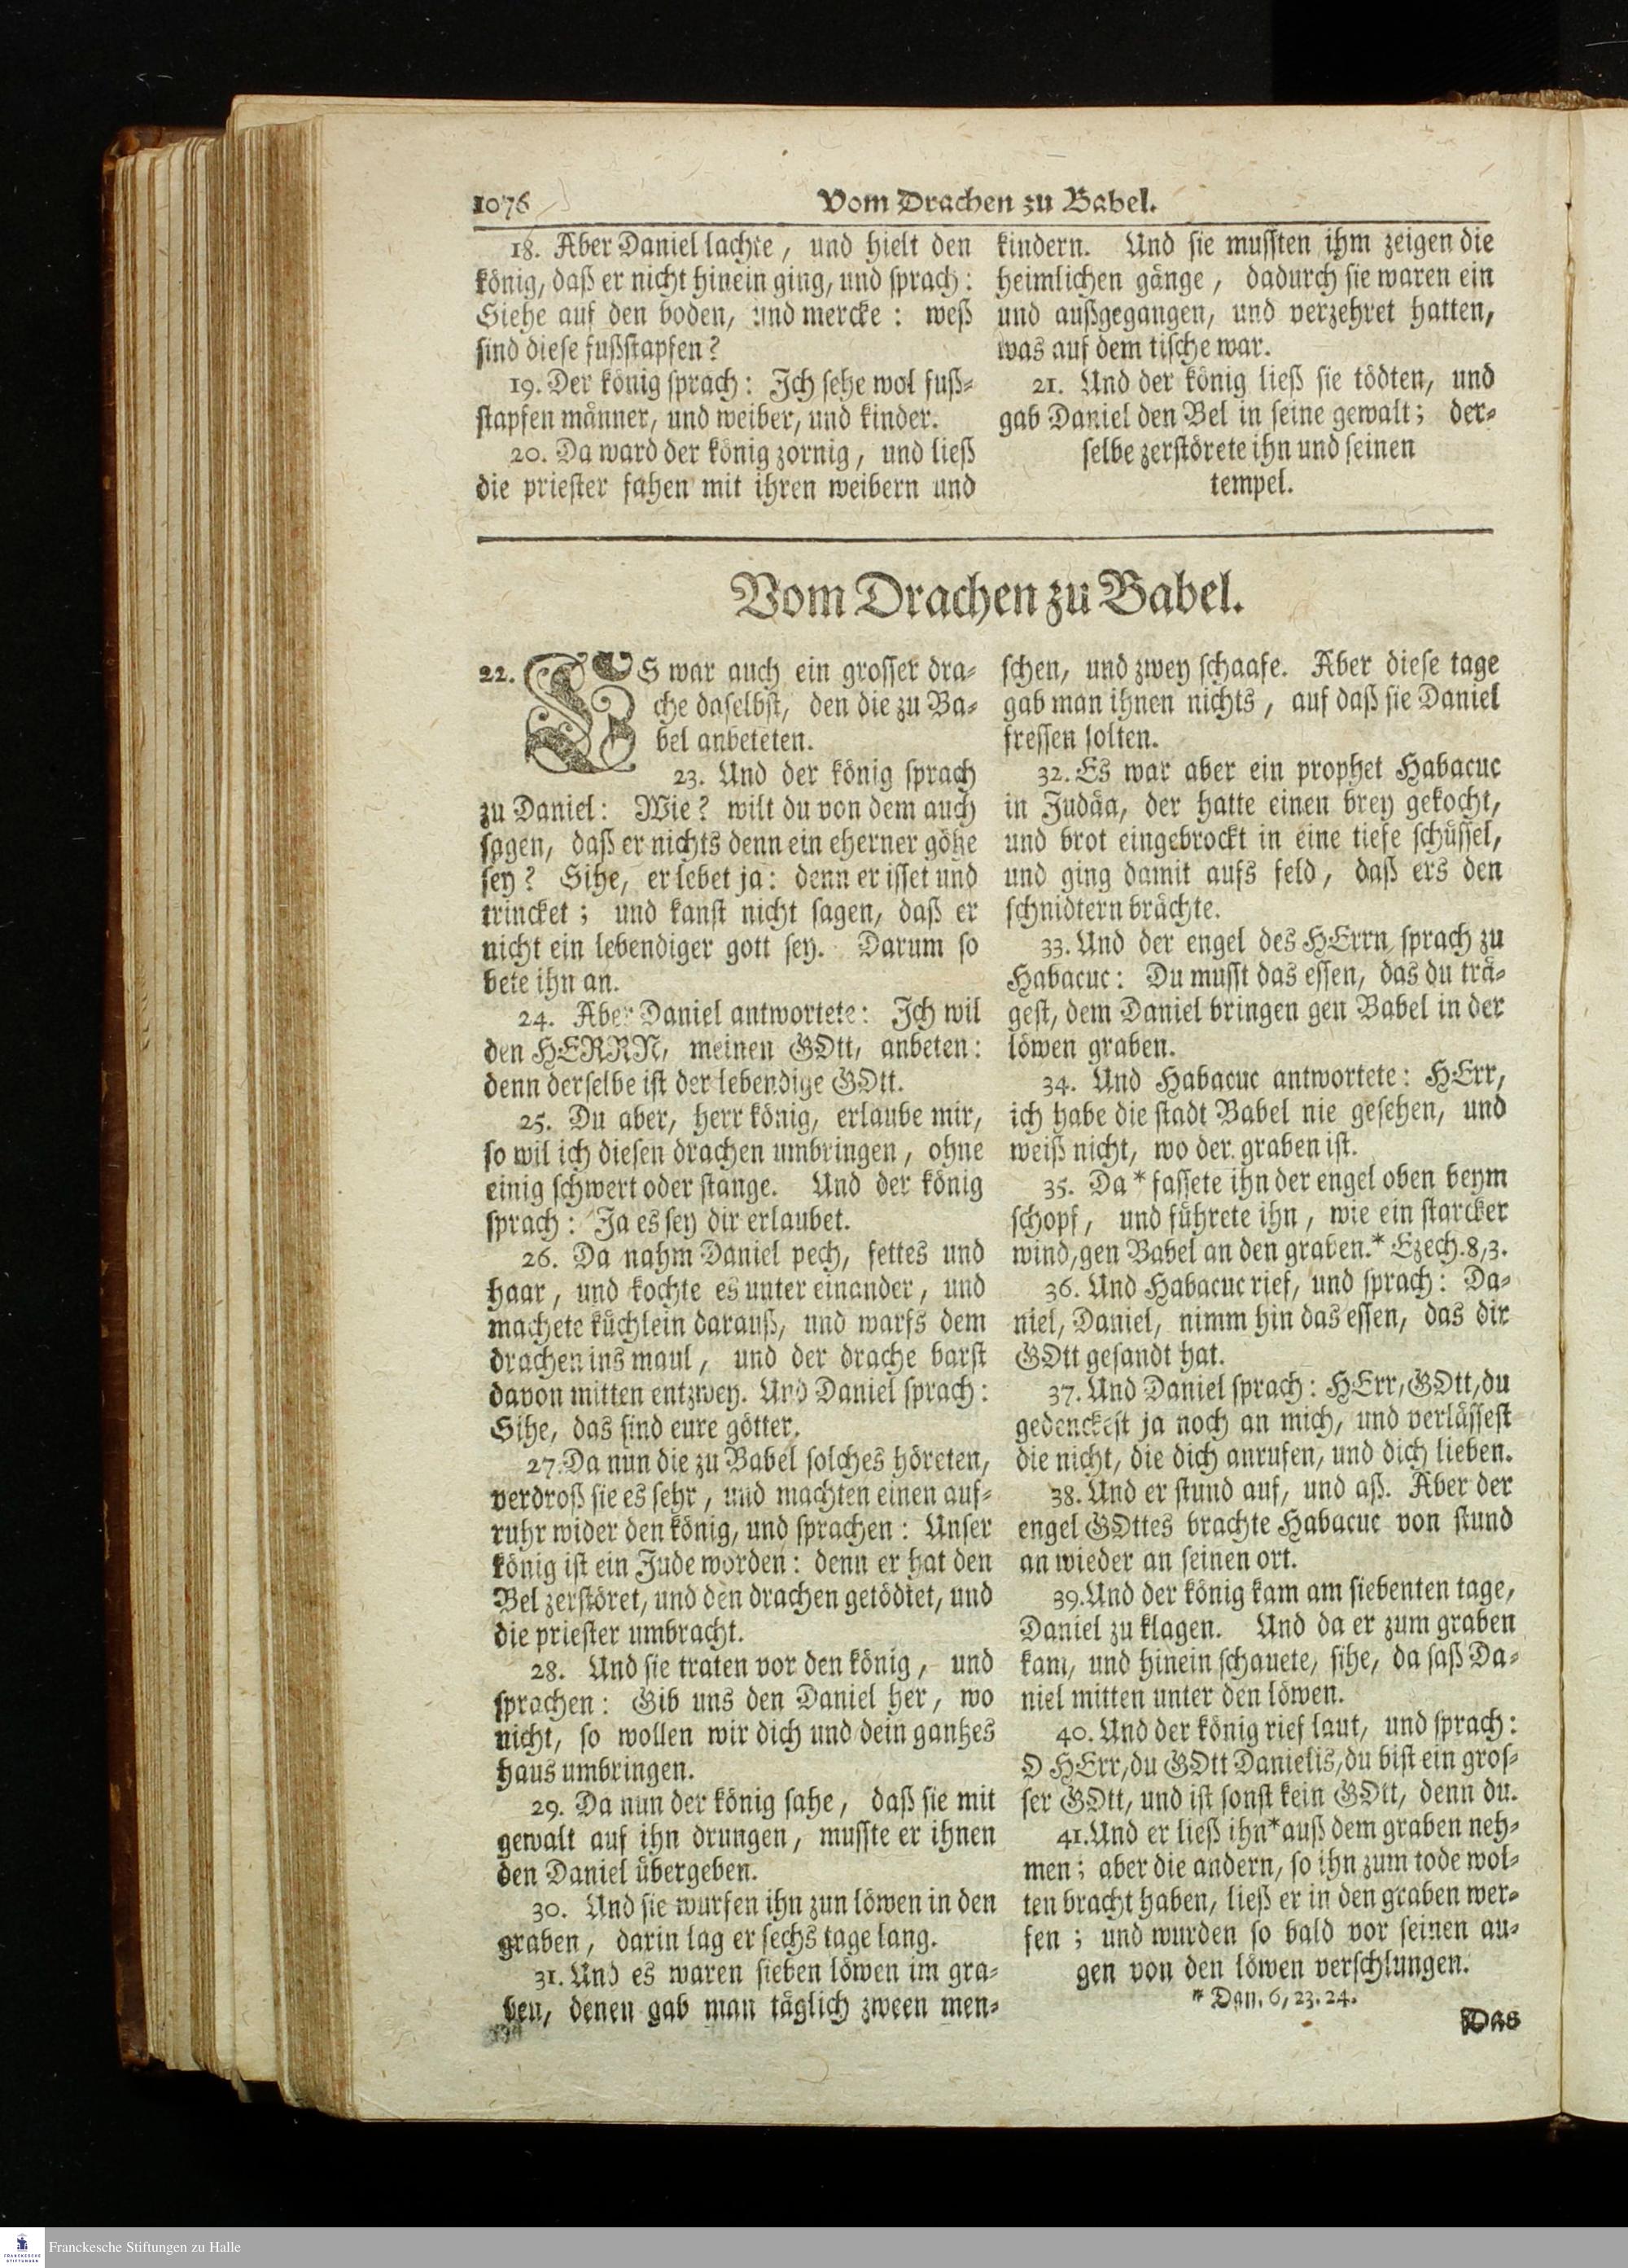 1076 Vom Drachen zu Babel.
18. Aber Daniel lachte, und hielt den
könig, daß er nicht hinein ging, und sprach:
Siehe auf den boden, und mercke: weß
sind diese fußstapfen?
19. Der könig sprach: Ich sehe wol fuß-
stapfen männer, und weiber, und kinder.
20. Da ward der könig zornig, und ließ
die priester fahen mit ihren weibern und
kindern. Und sie mussten ihm zeigen die
heimlichen gänge, dadurch sie waren ein
und außgegangen, und verzehret hatten,
was auf dem tische war.
21. Und der könig ließ sie tödten, und
gab Daniel den Bel in seine gewalt; der-
selbe zerstörete ihn und seinen
tempel.
Vom Drachen zu Babel.
22. ES war auch ein grosser dra-
che daselbst, den die zu Ba-
bel anbeteten.
23. Und der könig sprach
zu Daniel: Wie? wilt du von dem auch
sagen, daß er nichts denn ein eherner götze
sey? Sihe, er lebet ja: denn er isset und
trincket; und kanst nicht sagen, daß er
nicht ein lebendiger gott sey. Darum so
bete ihn an.
24. Aber Daniel antwortete: Ich wil
den HERRN, meinen GOtt, anbeten:
denn derselbe ist der lebendige GOtt.
25. Du aber, herr könig, erlaube mir,
so wil ich diesen drachen umbringen, ohne
einig schwert oder stange. Und der könig
sprach: Ja es sey dir erlaubet.
26. Da nahm Daniel pech, fettes und
haar, und kochte es unter einander, und
machete küchlein darauß, und warfs dem
drachen ins maul, und der drache barst
davon mitten entzwey. Und Daniel sprach:
Sihe, das sind eure götter.
27. Da nun die zu Babel solches höreten,
verdroß sie es sehr, und machten einen auf-
ruhr wider den könig, und sprachen: Unser
könig ist ein Jude worden: denn er hat den
Bel zerstöret, und den drachen getödtet, und
die priester umbracht.
28. Und sie traten vor den könig, und
sprachen: Gib uns den Daniel her, wo
nicht, so wollen wir dich und dein gantzes
haus umbringen.
29. Da nun der könig sahe, daß sie mit
gewalt auf ihn drungen, musste er ihnen
den Daniel übergeben.
30. Und sie wurfen ihn zun löwen in den
graben, darin lag er sechs tage lang.
31. Und es waren sieben löwen im gra-
ben, denen gab man täglich zween men-
schen, und zwey schaafe. Aber diese tage
gab man ihnen nichts, auf daß sie Daniel
fressen solten.
32. Es war aber ein prophet Habacuc
in Judäa, der hatte einen brey gekocht,
und brot eingebrockt in eine tiefe schüssel,
und ging damit aufs feld, daß ers den
schnidtern brächte.
33. Und der engel des HErrn sprach zu
Habacuc: Du musst das essen, das du trä-
gest, dem Daniel bringen gen Babel in der
löwen graben.
34. Und Habacuc antwortete: HErr,
ich habe die stadt Babel nie gesehen, und
weiß nicht, wo der graben ist.
35. Da * fassete ihn der engel oben beym
schopf, und führete ihn, wie ein starcker
wind, gen Babel an den graben. * Ezech. 8, 3.
36. Und Habacuc rief, und sprach: Da-
niel, Daniel, nimm hin das essen, das dir
GOtt gesandt hat.
37. Und Daniel sprach: HErr, GOtt, du
gedenckest ja noch an mich, und verlässest
die nicht, die dich anrufen, und dich lieben.
38. Und er stund auf, und aß. Aber der
engel GOttes brachte Habacuc von stund
an wieder an seinen ort.
39. Und der könig kam am siebenten tage,
Daniel zu klagen. Und da er zum graben
kam, und hinein schauete, sihe, da saß Da-
niel mitten unter den löwen.
40. Und der könig rief laut, und sprach:
O HErr, du GOtt Danielis, du bist ein gros-
ser GOtt, und ist sonst kein GOtt, denn du.
41. Und er ließ ihn * auß dem graben neh-
men; aber die andern, so ihn zum tode wol-
ten bracht haben, ließ er in den graben wer-
fen; und wurden so bald vor seinen au-
gen von den löwen verschlungen.
* Dan. 6, 23. 24.
Das
FRANCKESCHE STIFTUNGEN
Franckesche Stiftungen zu Halle